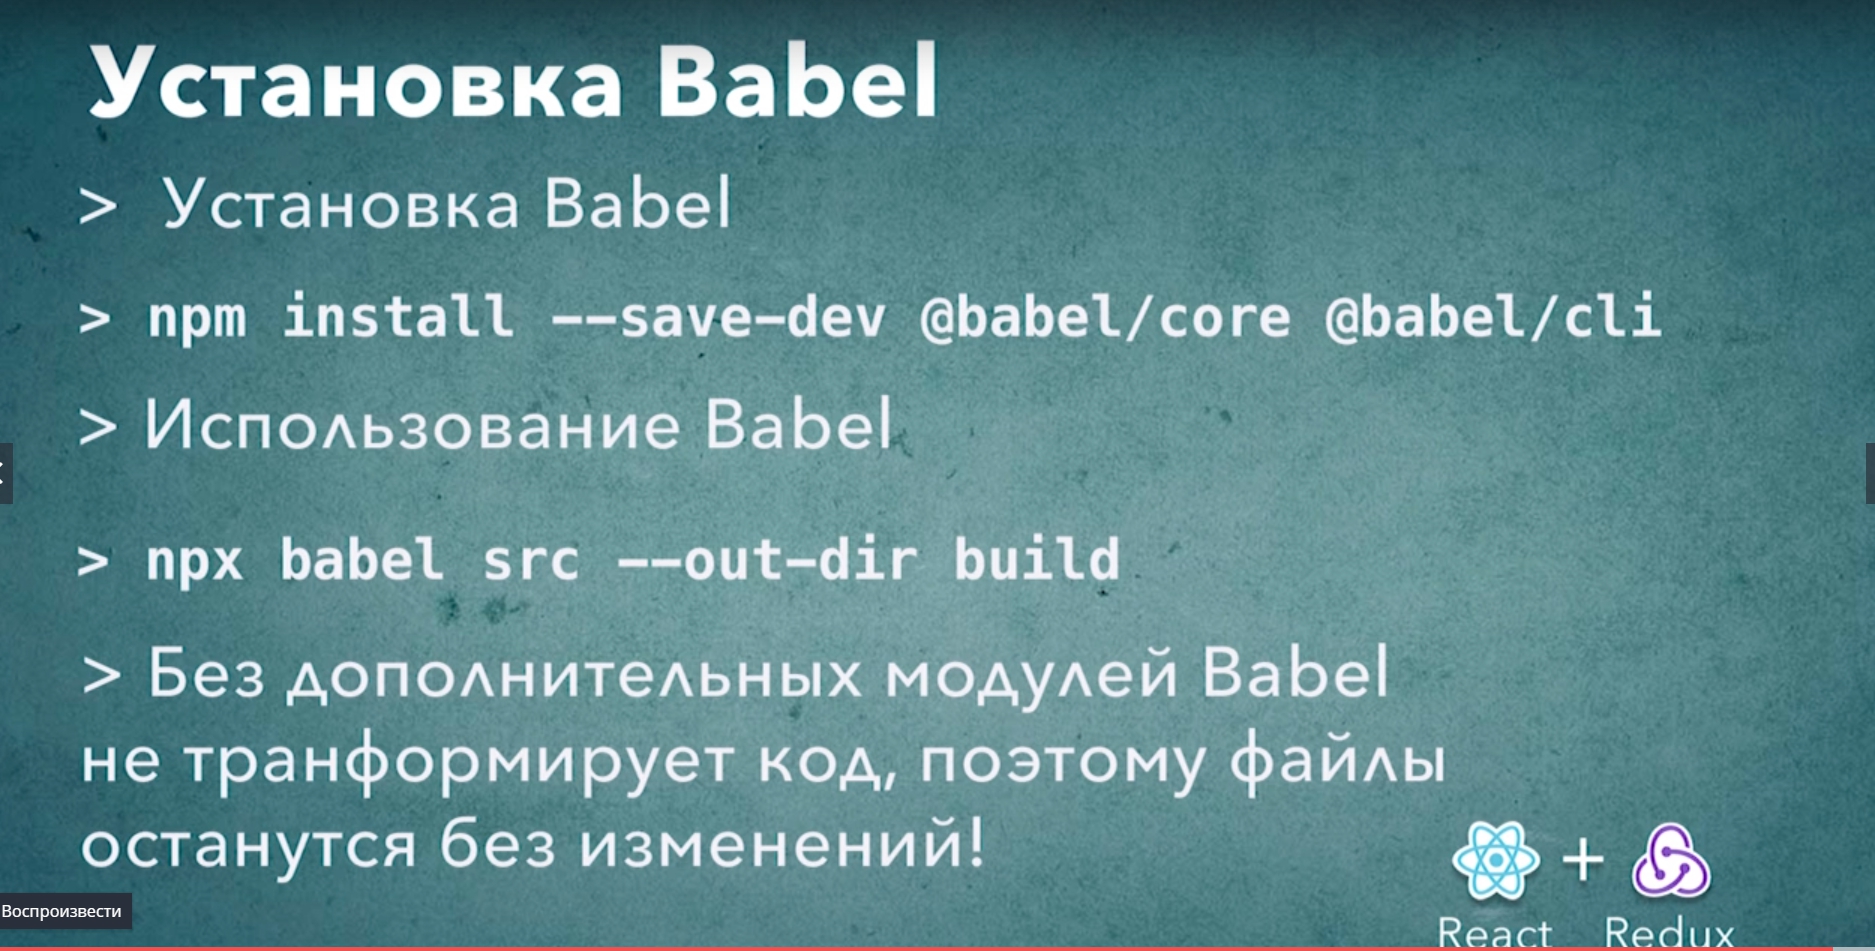 Установка Babel
> Установка Babel
> npm install --save-dev @babel/core @babel/cli
> Использование Babel
> npx babel src --out-dir build
> Без дополнительных модулей Babel
не транформирует код, поэтому файлы
останутся без изменений!
+
React Redux
Воспроизвести